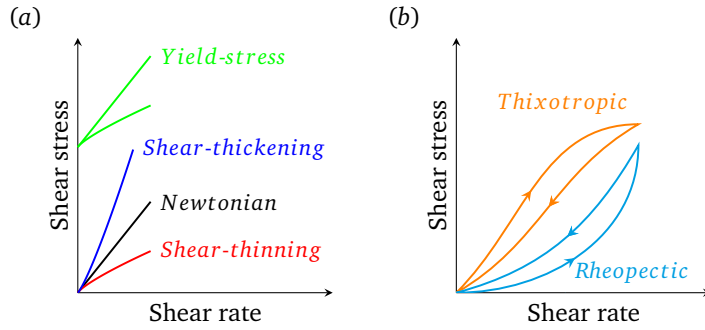 (a)
Yield-stress
Shear-thickening
Newtonian
Shear-thinning
Shear stress
Shear rate
(b)
Thixotropic
Rheopectic
Shear stress
Shear rate